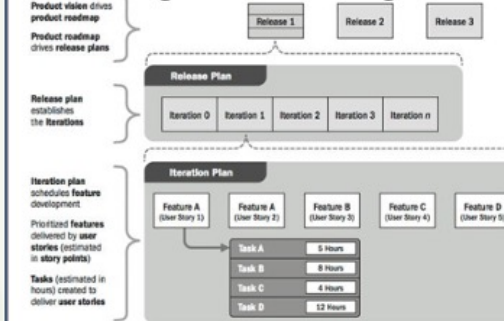 Product vision drives
product roadmap
Product roadmap
drives release plans
Release 1
Release 2
Release 3
Release Plan
Release plan
establishes
the iterations
Iteration 0
Iteration 1
Iteration 2
Iteration 3
Iteration n
Iteration Plan
Iteration plan
schedules feature
development
Prioritized features
delivered by user
stories (estimated
in story points)
Tasks (estimated in
hours) created to
deliver user stories
Feature A
(User Story 1)
Feature A
(User Story 2)
Feature B
(User Story 3)
Feature C
(User Story 4)
Feature D
(User Story 5)
Task A
5 Hours
Task B
8 Hours
Task C
4 Hours
Task D
12 Hours